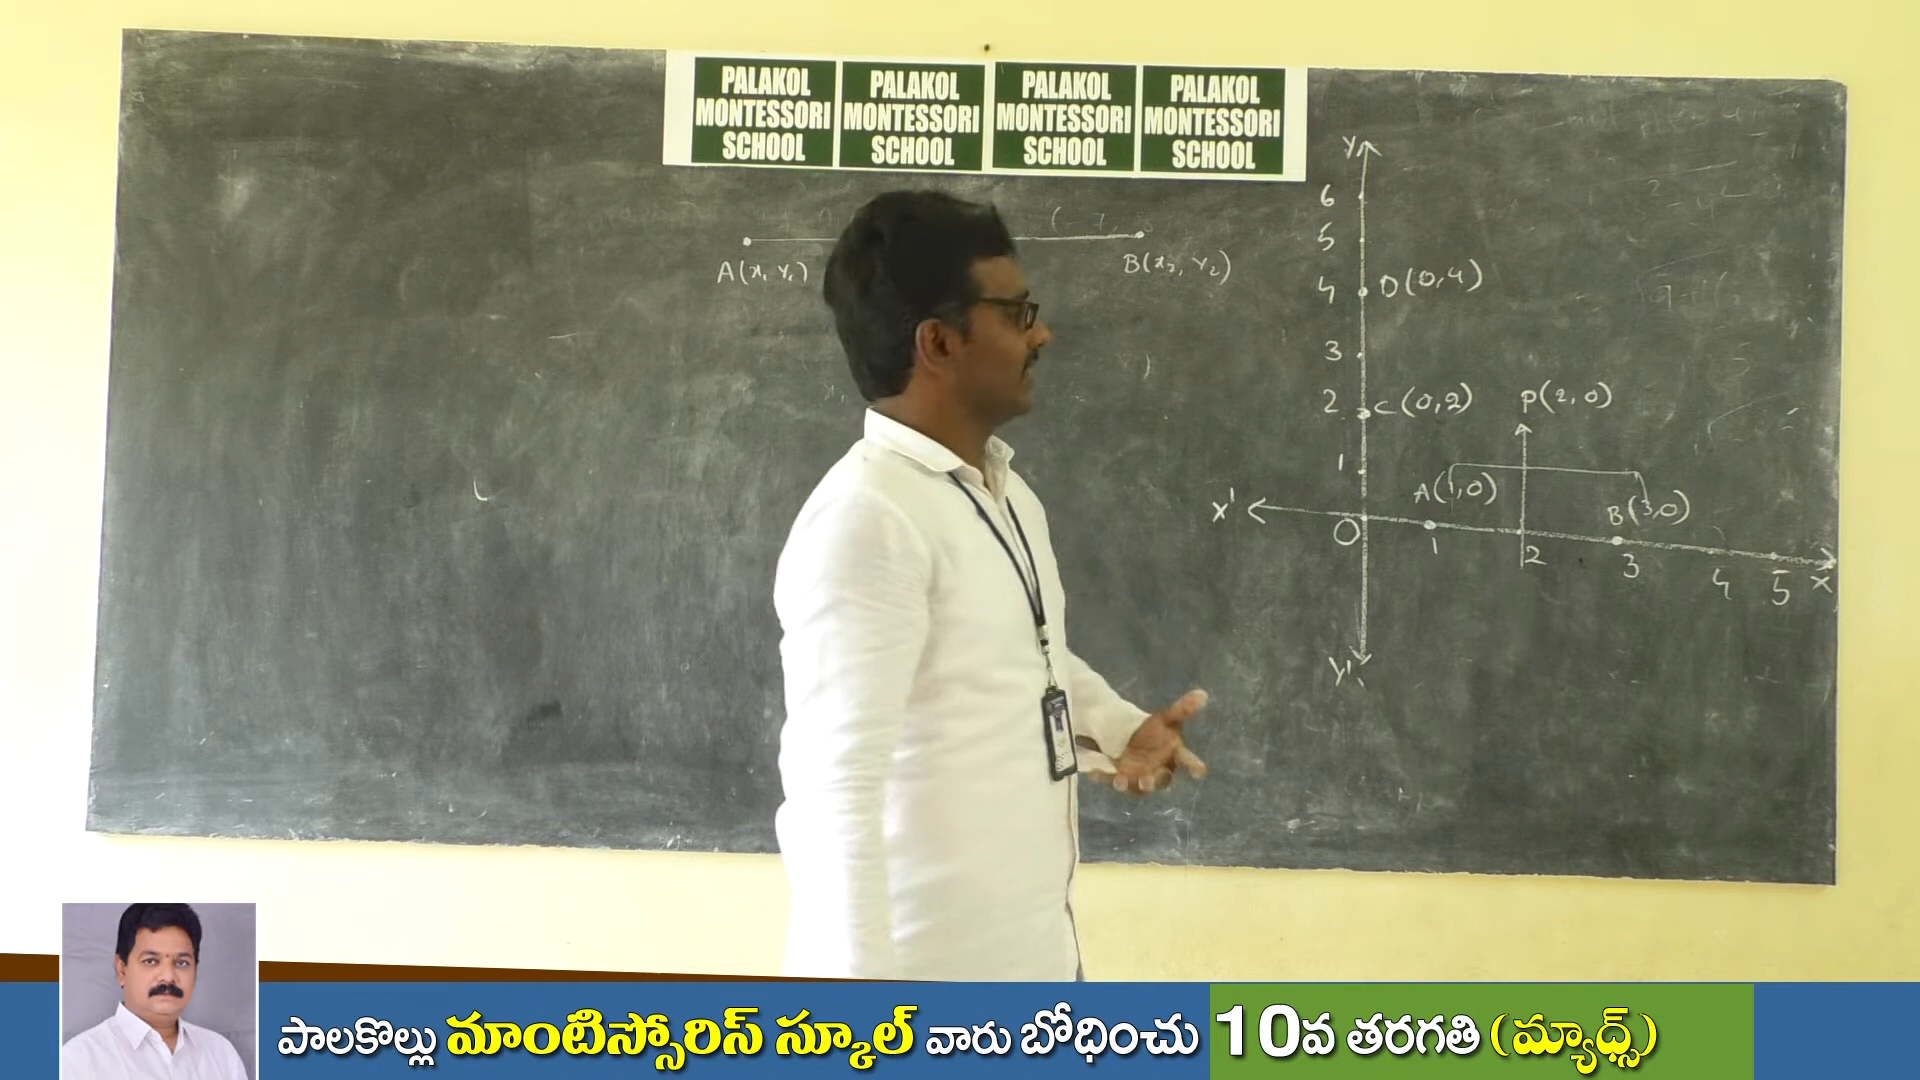 PALAKOL MONTESSORI SCHOOL
PALAKOL MONTESSORI SCHOOL
PALAKOL MONTESSORI SCHOOL
PALAKOL MONTESSORI SCHOOL
A(x₁ y₁)
B(x₂, y₂)
Y
6
5
4 D(0,4)
3
2 C(0,2)
P(2,0)
1
A(1,0)
B(3,0)
X'
O
1
2
3
4
5
X
Y'
పాలకొల్లు మాంటిస్సోరిస్ స్కూల్ వారు బోధించు 10వ తరగతి (మ్యాథ్స్)